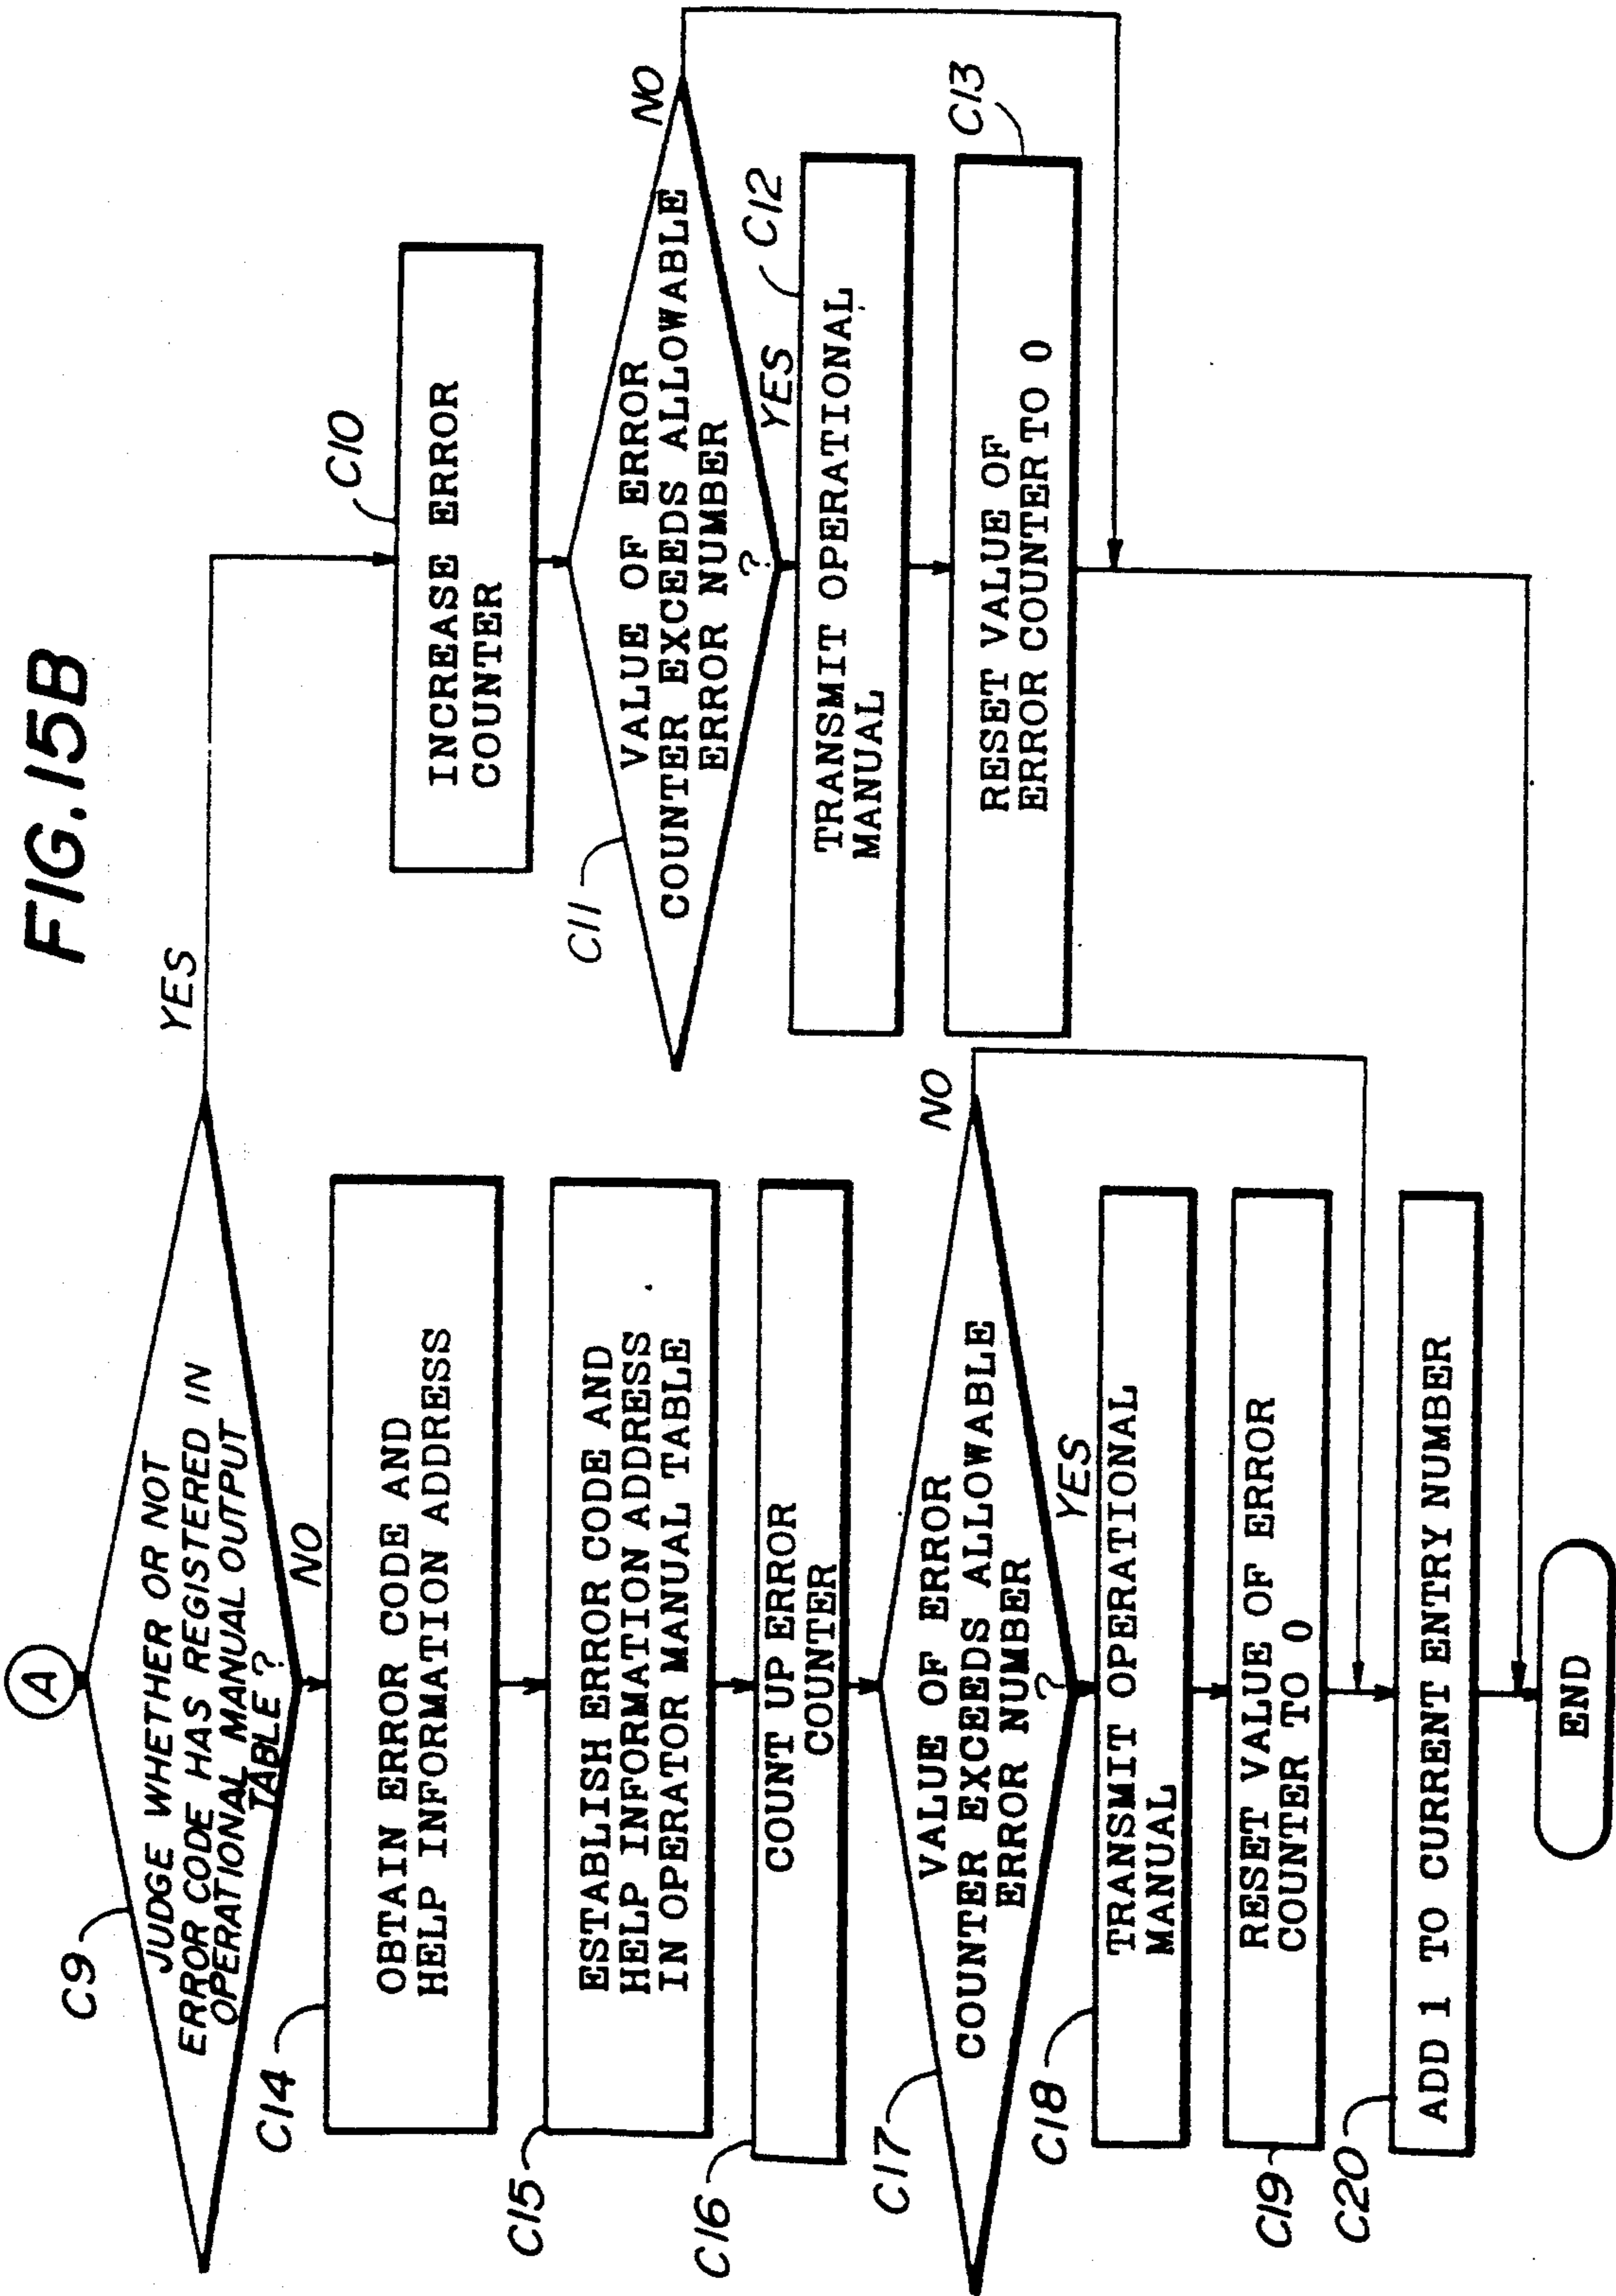 FIG.15B
A
C9
JUDGE WHETHER OR NOT
ERROR CODE HAS REGISTERED IN
OPERATIONAL MANUAL OUTPUT
TABLE ?
YES
NO
C14
OBTAIN ERROR CODE AND
HELP INFORMATION ADDRESS
C15
ESTABLISH ERROR CODE AND
HELP INFORMATION ADDRESS
IN OPERATOR MANUAL TABLE
C16
COUNT UP ERROR
COUNTER
C17
VALUE OF ERROR
COUNTER EXCEEDS ALLOWABLE
ERROR NUMBER
?
NO
YES
C18
TRANSMIT OPERATIONAL
MANUAL
C19
RESET VALUE OF ERROR
COUNTER TO 0
C20
ADD 1 TO CURRENT ENTRY NUMBER
END
C10
INCREASE ERROR
COUNTER
C11
VALUE OF ERROR
COUNTER EXCEEDS ALLOWABLE
ERROR NUMBER
?
NO
YES
C12
TRANSMIT OPERATIONAL
MANUAL
C13
RESET VALUE OF
ERROR COUNTER TO 0